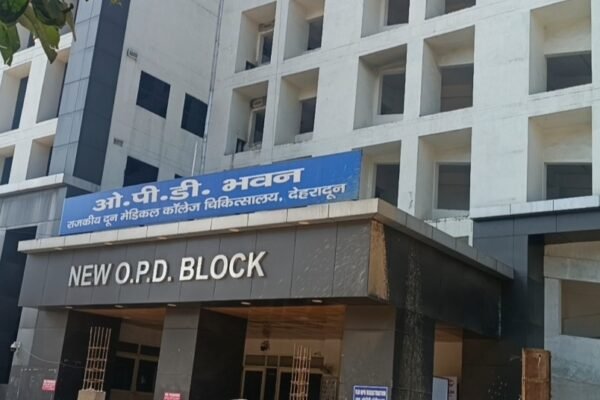 ओ.पी.डी. भवन
राजकीय दून मेडिकल कॉलेज चिकित्सालय, देहरादून
NEW O.P.D. BLOCK